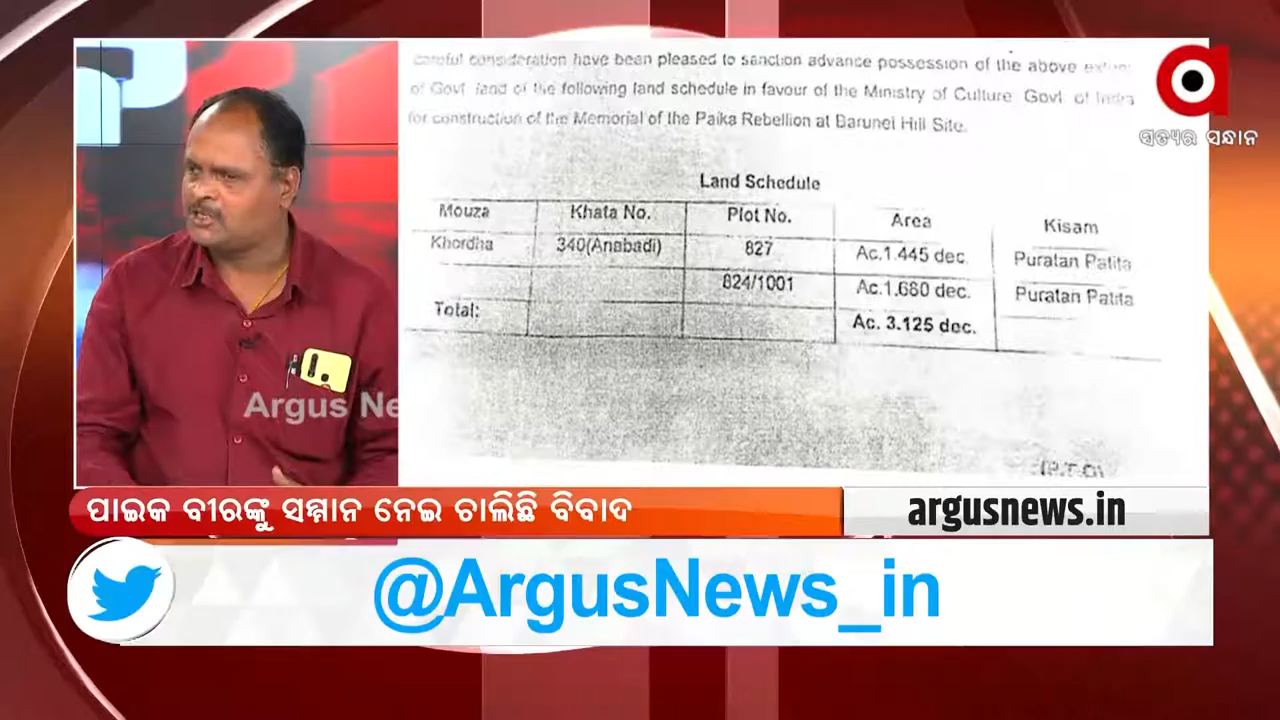 careful consideration have been pleased to sanction advance possession of the above extent
of Govt. land of the following land schedule in favour of the Ministry of Culture, Govt. of India
for construction of the Memorial of the Paika Rebellion at Barunei Hill Site.
ସତ୍ୟର ସନ୍ଧାନ
Land Schedule
Mouza Khata No. Plot No. Area Kisam
Khordha 340(Anabadi) 827 Ac.1.445 dec. Puratan Patita
824/1001 Ac.1.680 dec. Puratan Patita
Total: Ac. 3.125 dec.
Argus Ne
ପାଇକ ବୀରଙ୍କୁ ସମ୍ମାନ ନେଇ ଚାଲିଛି ବିବାଦ
argusnews.in
@ArgusNews_in